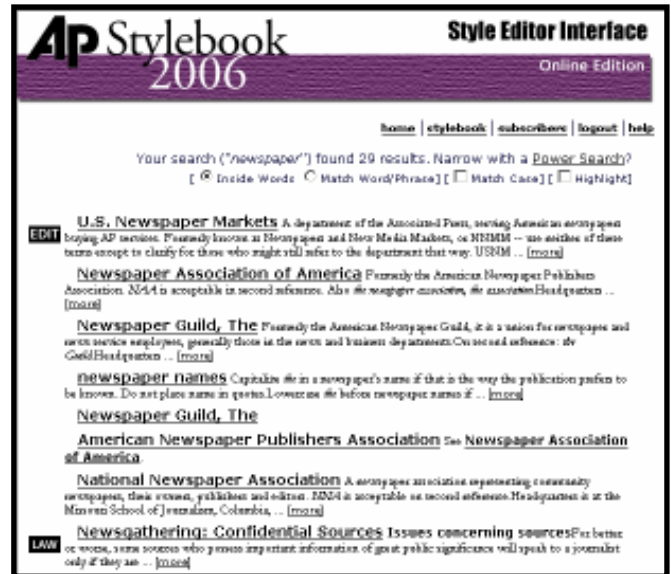 AP Stylebook
2006
Style Editor Interface
Online Edition
home | stylebook | subscribers | logout | help
Your search ("newspaper") found 29 results. Narrow with a Power Search?
[ Inside Words Match Word/Phrase] [ Match Case] [ Highlight]
U.S. Newspaper Markets A department of the Associated Press, serving American newspapers
EDIT buying AP services. Formerly known as Newspapers and New Media Markets, or NNMM -- use neither of these
terms except to clarify for those who might still refer to the department that way. USNM ... [more]
Newspaper Association of America Formerly the American Newspaper Publishers
Association. NAA is acceptable in second reference. Also the newspaper association, the association.Headquarters ...
[more]
Newspaper Guild, The Formerly the American Newspaper Guild, it is a union for newspaper and
news service employees, generally those in the news and business departments.On second reference: the
Guild.Headquarters ... [more]
newspaper names Capitalize the in a newspaper's name if that is the way the publication prefers to
be known. Do not place name in quotes.Lowercase the before newspaper names if ... [more]
Newspaper Guild, The
American Newspaper Publishers Association See Newspaper Association
of America.
National Newspaper Association A newspaper association representing community
newspapers, their owners, publishers and editors. NNA is acceptable on second reference.Headquarters is at the
Missouri School of Journalism, Columbia, ... [more]
Newsgathering: Confidential Sources Issues concerning sourcesFor better
LAW or worse, some sources who possess important information of great public significance will speak to a journalist
only if they are ... [more]